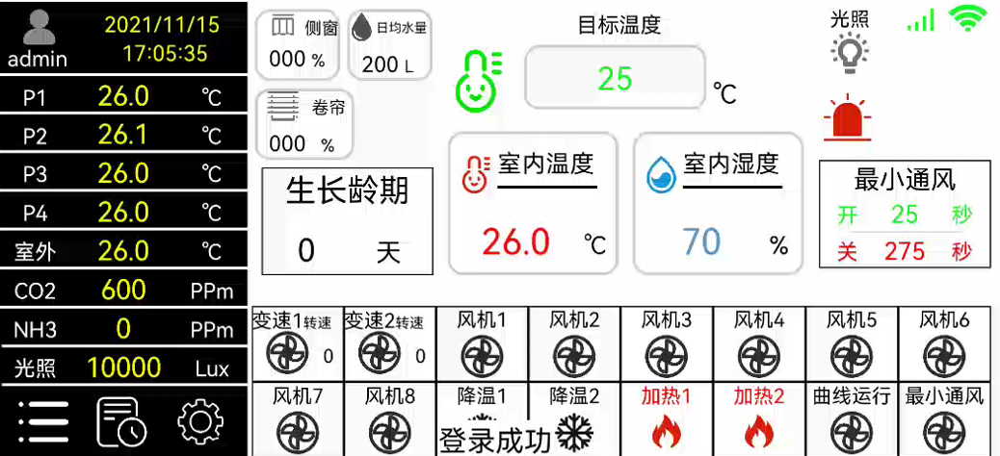 2021/11/15
17:05:35
admin
P1 26.0 ℃
P2 26.1 ℃
P3 26.0 ℃
P4 26.0 ℃
室外 26.0 ℃
CO2 600 PPm
NH3 0 PPm
光照 10000 Lux
侧窗
000 %
日均水量
200 L
卷帘
000 %
目标温度
25 ℃
光照
生长龄期
0 天
室内温度
26.0 ℃
室内湿度
70 %
最小通风
开 25 秒
关 275 秒
变速1转速 0
变速2转速 0
风机1
风机2
风机3
风机4
风机5
风机6
风机7
风机8
降温1
降温2
加热1
加热2
曲线运行
最小通风
登录成功